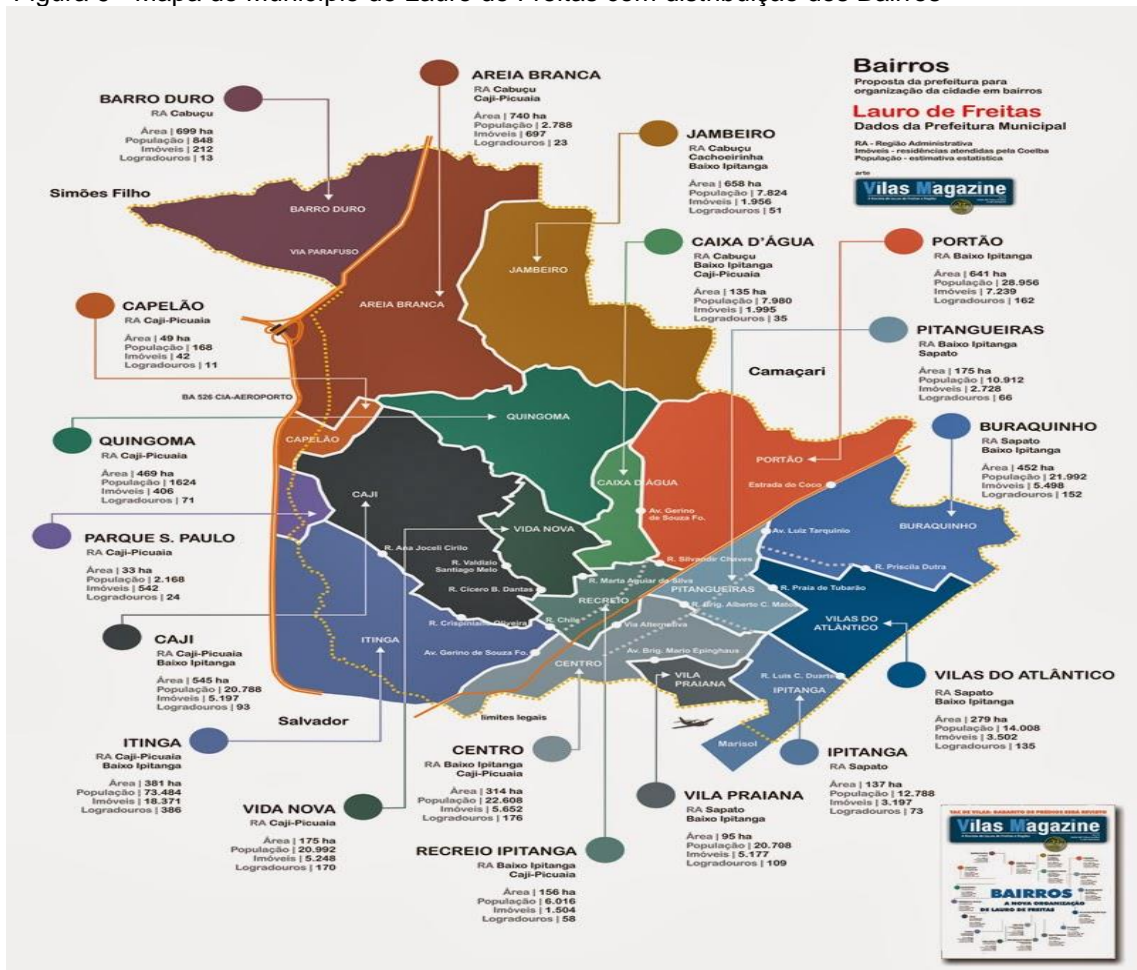 Bairros
Proposta da prefeitura para
organização da cidade em bairros
Lauro de Freitas
Dados da Prefeitura Municipal
RA - Região Administrativa
Imóveis - residências atendidas pela Coelba
População - estimativa estatística
arte
Vilas Magazine
BARRO DURO
RA Cabuçu
Área | 699 ha
População | 848
Imóveis | 212
Logradouros | 13
AREIA BRANCA
RA Cabuçu
Caji-Picuaia
Área | 740 ha
População | 2.788
Imóveis | 697
Logradouros | 23
JAMBEIRO
RA Cabuçu
Cachoeirinha
Baixo Ipitanga
Área | 658 ha
População | 7.824
Imóveis | 1.956
Logradouros | 51
CAIXA D'ÁGUA
RA Cabuçu
Baixo Ipitanga
Caji-Picuaia
Área | 135 ha
População | 7.980
Imóveis | 1.995
Logradouros | 35
PORTÃO
RA Baixo Ipitanga
Área | 641 ha
População | 28.956
Imóveis | 7.239
Logradouros | 162
PITANGUEIRAS
RA Baixo Ipitanga
Sapato
Área | 175 ha
População | 10.912
Imóveis | 2.728
Logradouros | 66
BURAQUINHO
RA Sapato
Baixo Ipitanga
Área | 452 ha
População | 21.992
Imóveis | 5.498
Logradouros | 152
CAPELÃO
RA Caji-Picuaia
Área | 49 ha
População | 168
Imóveis | 42
Logradouros | 11
QUINGOMA
RA Caji-Picuaia
Área | 469 ha
População | 1624
Imóveis | 406
Logradouros | 71
PARQUE S. PAULO
RA Caji-Picuaia
Área | 33 ha
População | 2.168
Imóveis | 542
Logradouros | 24
CAJI
RA Caji-Picuaia
Baixo Ipitanga
Área | 545 ha
População | 20.788
Imóveis | 5.197
Logradouros | 93
ITINGA
RA Caji-Picuaia
Baixo Ipitanga
Área | 381 ha
População | 73.484
Imóveis | 18.371
Logradouros | 386
VIDA NOVA
RA Caji-Picuaia
Área | 175 ha
População | 20.992
Imóveis | 5.248
Logradouros | 170
CENTRO
RA Baixo Ipitanga
Caji-Picuaia
Área | 314 ha
População | 22.608
Imóveis | 5.652
Logradouros | 176
RECREIO IPITANGA
RA Baixo Ipitanga
Caji-Picuaia
Área | 156 ha
População | 6.016
Imóveis | 1.504
Logradouros | 58
VILA PRAIANA
RA Sapato
Baixo Ipitanga
Área | 95 ha
População | 20.708
Imóveis | 5.177
Logradouros | 109
IPITANGA
RA Sapato
Área | 137 ha
População | 12.788
Imóveis | 3.197
Logradouros | 73
VILAS DO ATLÂNTICO
RA Sapato
Baixo Ipitanga
Área | 279 ha
População | 14.008
Imóveis | 3.502
Logradouros | 135
Simões Filho
BARRO DURO
VIA PARAFUSO
JAMBEIRO
AREIA BRANCA
Camaçari
BA 526 CIA-AEROPORTO
QUINGOMA
CAPELÃO
PORTÃO
CAIXA D'ÁGUA
Estrada do Coco
CAJI
Av. Gerino
de Souza Fo.
VIDA NOVA
Av. Luiz Tarquinio
BURAQUINHO
R. Ana Joceli Cirilo
R. Valdizio
Santiago Melo
R. Silvandir Chaves
R. Priscila Dutra
R. Marta Aguiar da Silva
PITANGUEIRAS
R. Praia de Tubarão
R. Cícero B. Dantas
RECREIO
R. Brig. Alberto C. Matos
R. Crispiniano Oliveira
R. Chile
Via Alternativa
VILAS DO
ATLÂNTICO
ITINGA
Av. Gerino de Souza Fo.
CENTRO
Av. Brig. Mario Epinghaus
VILA
PRAIANA
R. Luis C. Duarte
IPITANGA
Salvador
limites legais
Marisol
Vilas Magazine
BAIRROS
A NOVA ORGANIZAÇÃO
DE LAURO DE FREITAS